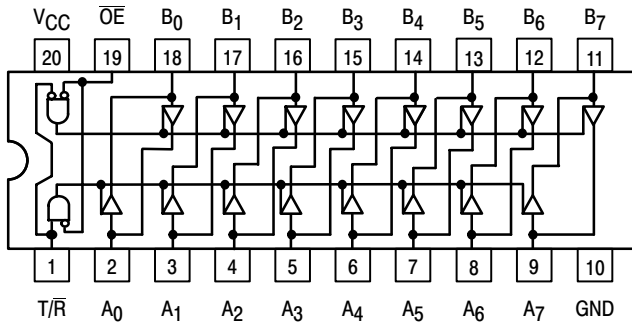 VCC OE B0 B1 B2 B3 B4 B5 B6 B7
20 19 18 17 16 15 14 13 12 11
1 2 3 4 5 6 7 8 9 10
T/R A0 A1 A2 A3 A4 A5 A6 A7 GND